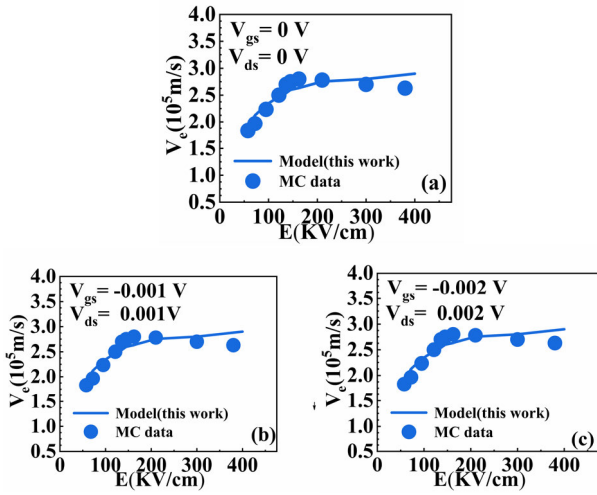 4.0
3.5
3.0
2.5
2.0
1.5
1.0
0.5
V_e(10^5m/s)
V_gs= 0 V
V_ds= 0 V
Model(this work)
MC data
(a)
0 100 200 300 400
E(KV/cm)
4.0
3.5
3.0
2.5
2.0
1.5
1.0
0.5
V_e(10^5m/s)
V_gs= -0.001 V
V_ds= 0.001V
Model(this work)
MC data
(b)
0 100 200 300 400
E(KV/cm)
4.0
3.5
3.0
2.5
2.0
1.5
1.0
0.5
V_e(10^5m/s)
V_gs= -0.002 V
V_ds= 0.002 V
Model(this work)
MC data
(c)
0 100 200 300 400
E(KV/cm)